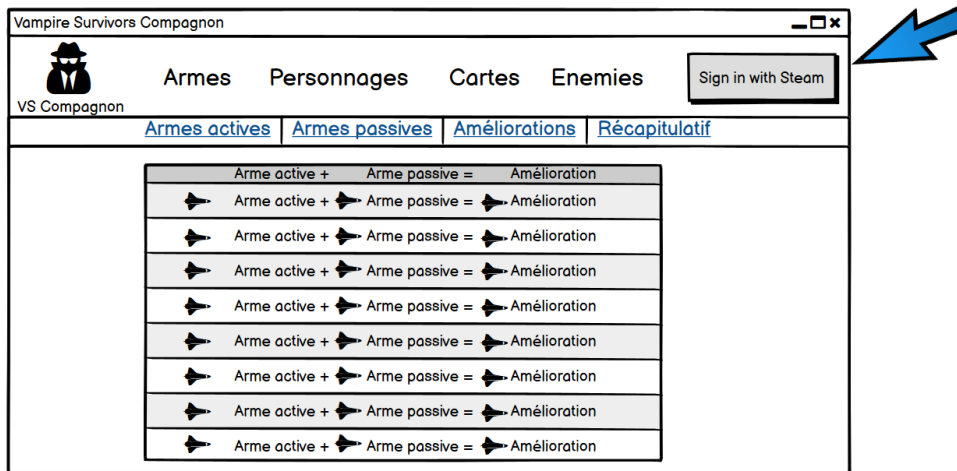 Vampire Survivors Compagnon
VS Compagnon
Armes Personnages Cartes Enemies Sign in with Steam
Armes actives Armes passives Améliorations Récapitulatif
Arme active + Arme passive = Amélioration
Arme active + Arme passive = Amélioration
Arme active + Arme passive = Amélioration
Arme active + Arme passive = Amélioration
Arme active + Arme passive = Amélioration
Arme active + Arme passive = Amélioration
Arme active + Arme passive = Amélioration
Arme active + Arme passive = Amélioration
Arme active + Arme passive = Amélioration